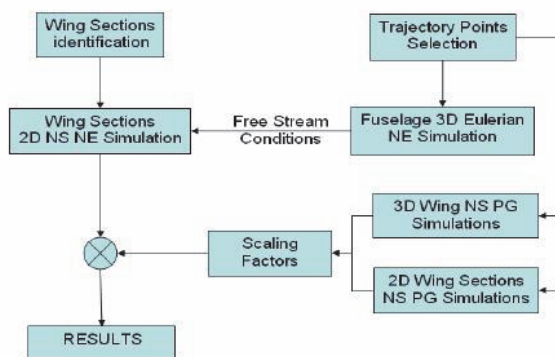 Wing Sections
identification
Trajectory Points
Selection
Wing Sections
2D NS NE Simulation
Free Stream
Conditions
Fuselage 3D Eulerian
NE Simulation
3D Wing NS PG
Simulations
Scaling
Factors
2D Wing Sections
NS PG Simulations
RESULTS